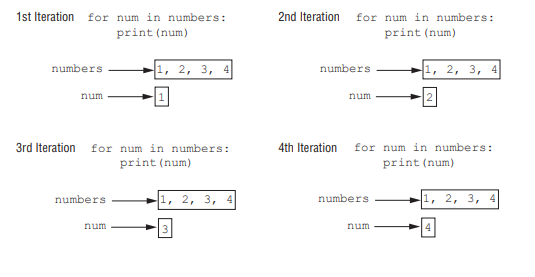 1st Iteration for num in numbers:
print(num)
numbers 1, 2, 3, 4
num 1
2nd Iteration for num in numbers:
print(num)
numbers 1, 2, 3, 4
num 2
3rd Iteration for num in numbers:
print(num)
numbers 1, 2, 3, 4
num 3
4th Iteration for num in numbers:
print(num)
numbers 1, 2, 3, 4
num 4